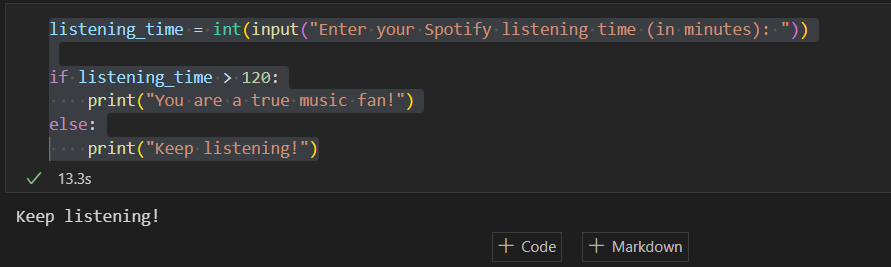 listening_time = int(input("Enter your Spotify listening time (in minutes): "))

if listening_time > 120:
    print("You are a true music fan!")
else:
    print("Keep listening!")
13.3s
Keep listening!
+ Code + Markdown